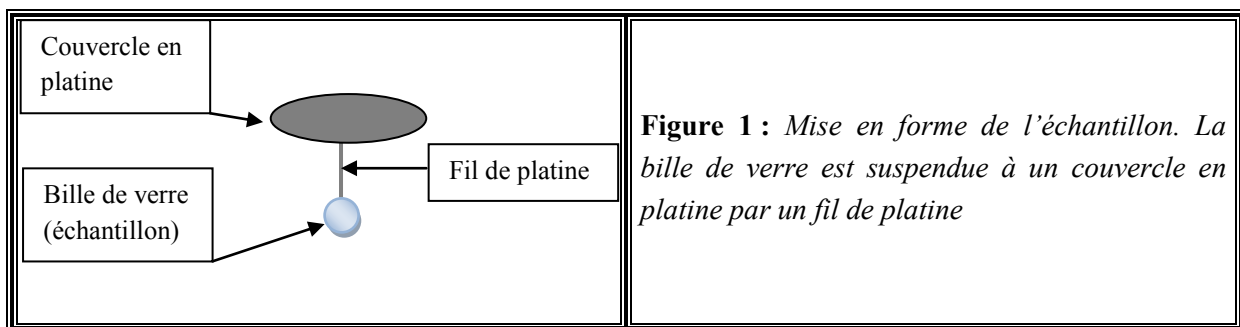 Couvercle en
platine
Bille de verre
(échantillon)
Fil de platine
Figure 1 : Mise en forme de l’échantillon. La
bille de verre est suspendue à un couvercle en
platine par un fil de platine